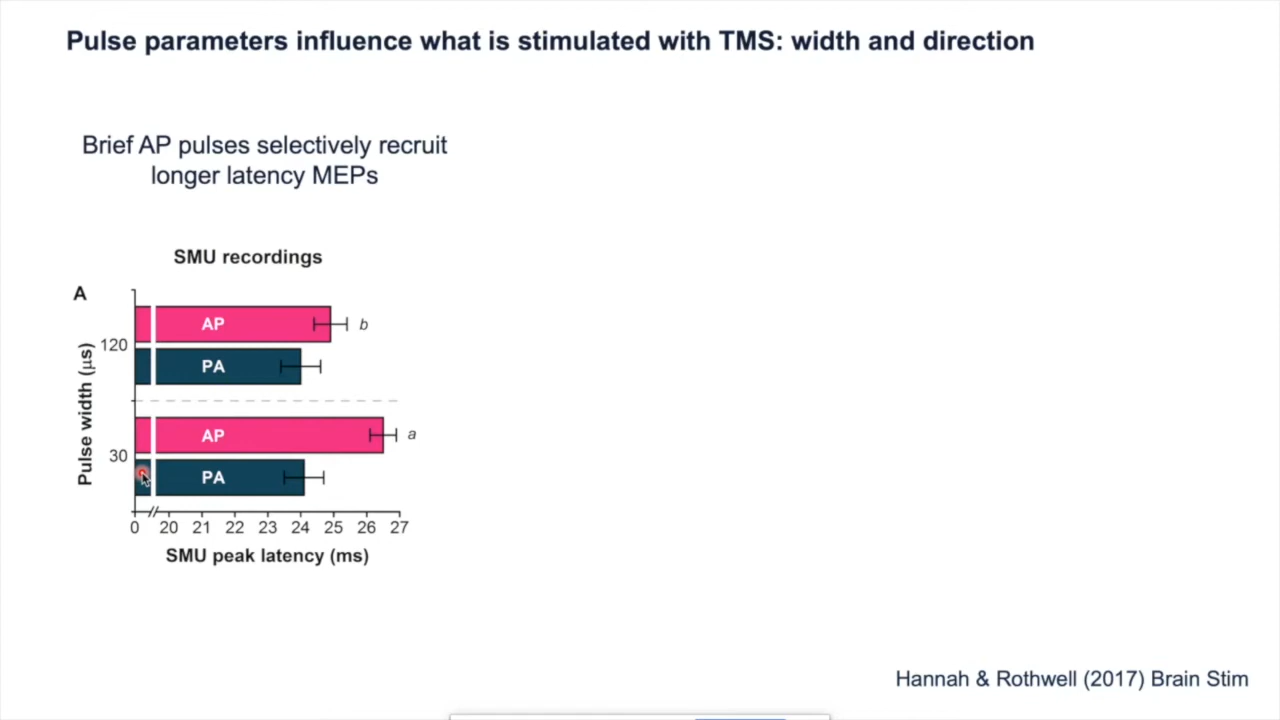 Pulse parameters influence what is stimulated with TMS: width and direction
Brief AP pulses selectively recruit
longer latency MEPs
SMU recordings
A
Pulse width (μs)
120
AP
b
PA
30
AP
a
PA
0 // 20 21 22 23 24 25 26 27
SMU peak latency (ms)
Hannah & Rothwell (2017) Brain Stim